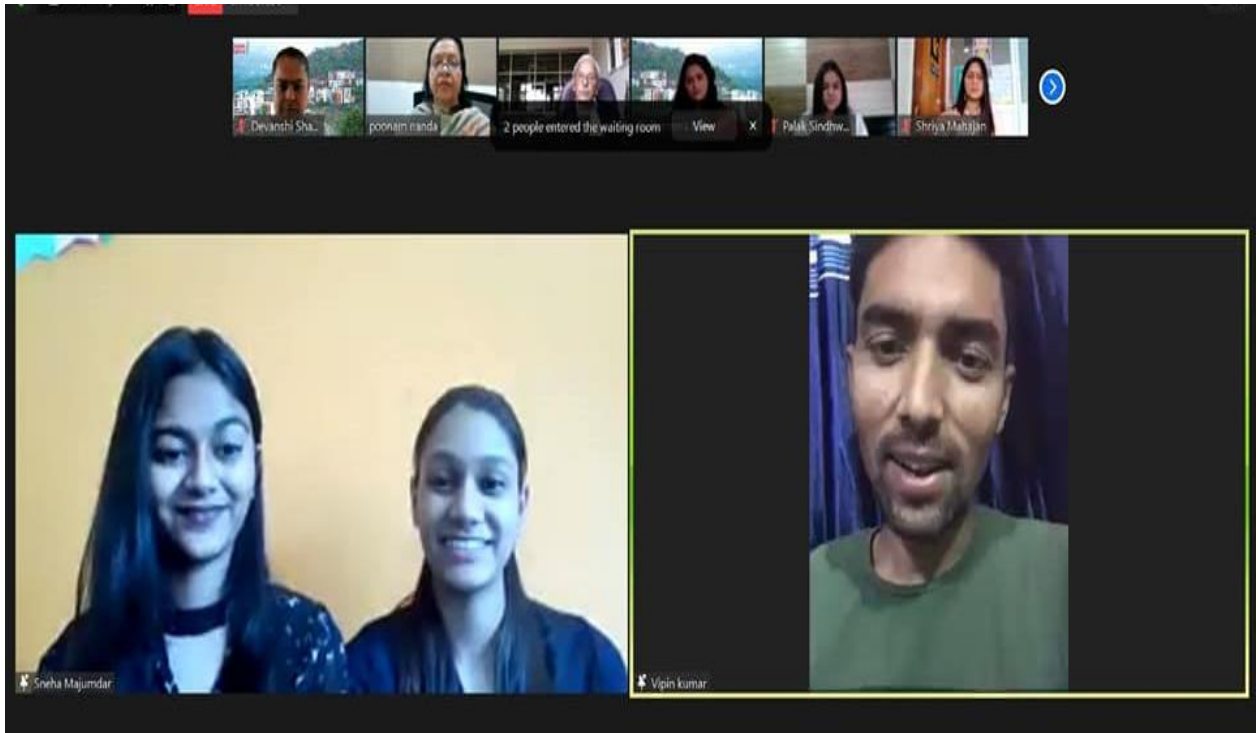 Devanshi Sha...
poonam nanda
2 people entered the waiting room View X
Palak Sindhw...
Shriya Mahajan
Sneha Majumdar
Vipin kumar